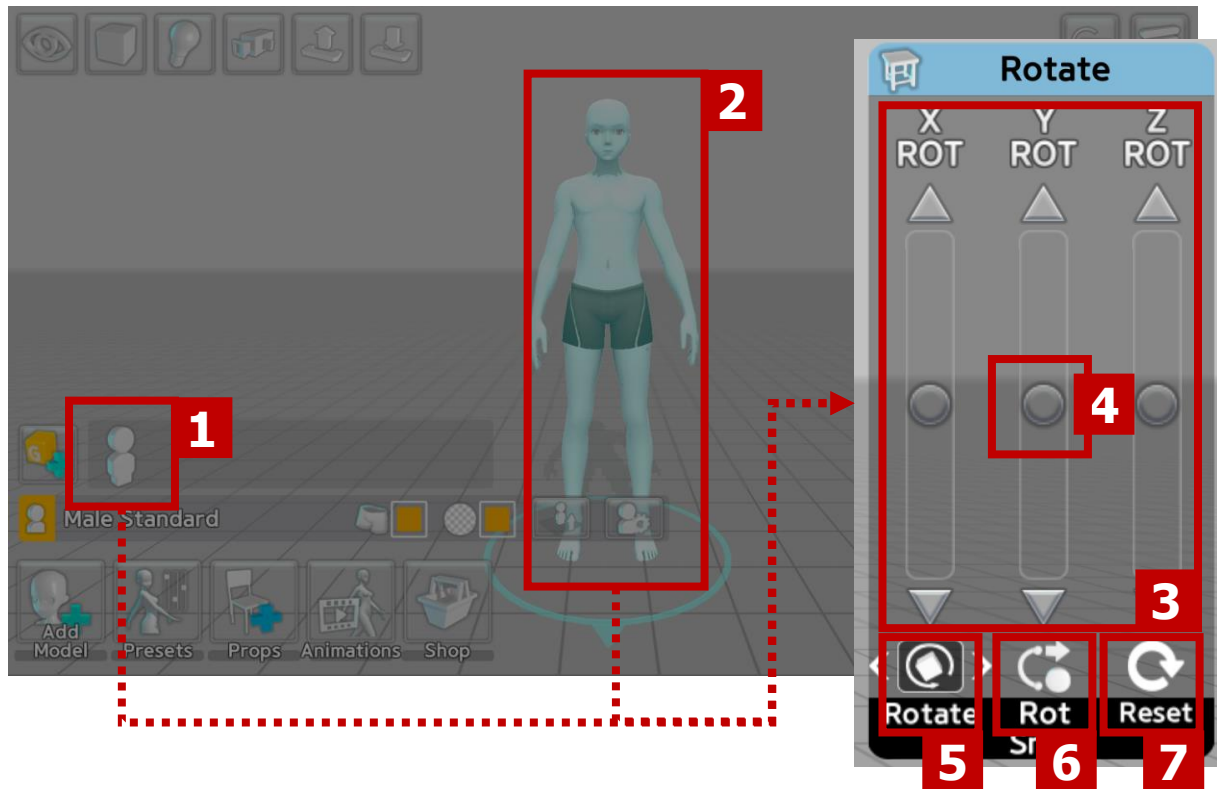 Rotate
2
X
ROT
Y
ROT
Z
ROT
1
4
G
Male Standard
3
Add
Model
Presets
Props
Animations
Shop
Rotate
Rot
Reset
5
6
7